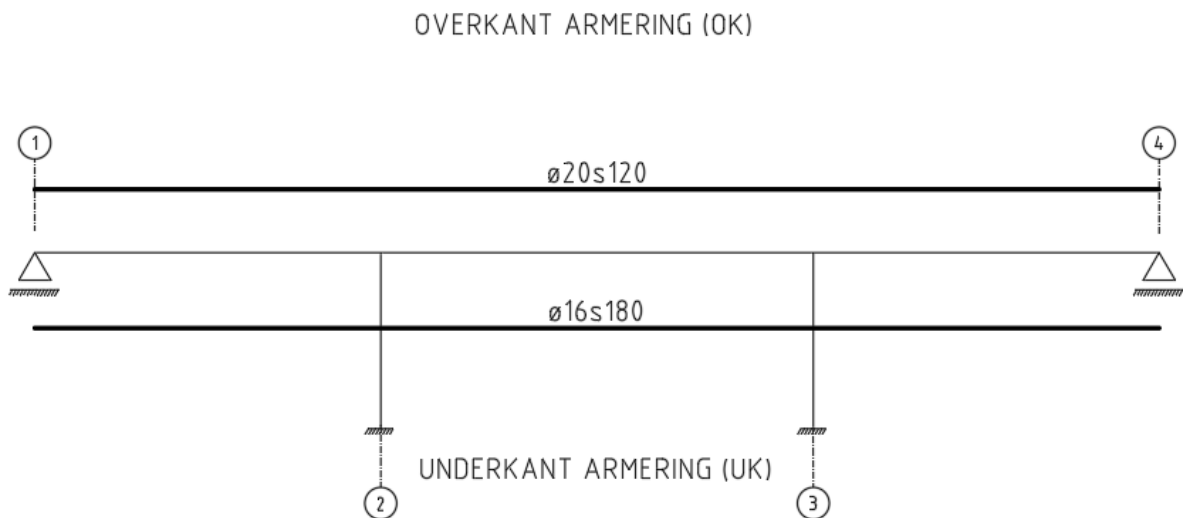 OVERKANT ARMERING (OK)
1
4
ø20s120
ø16s180
UNDERKANT ARMERING (UK)
2
3